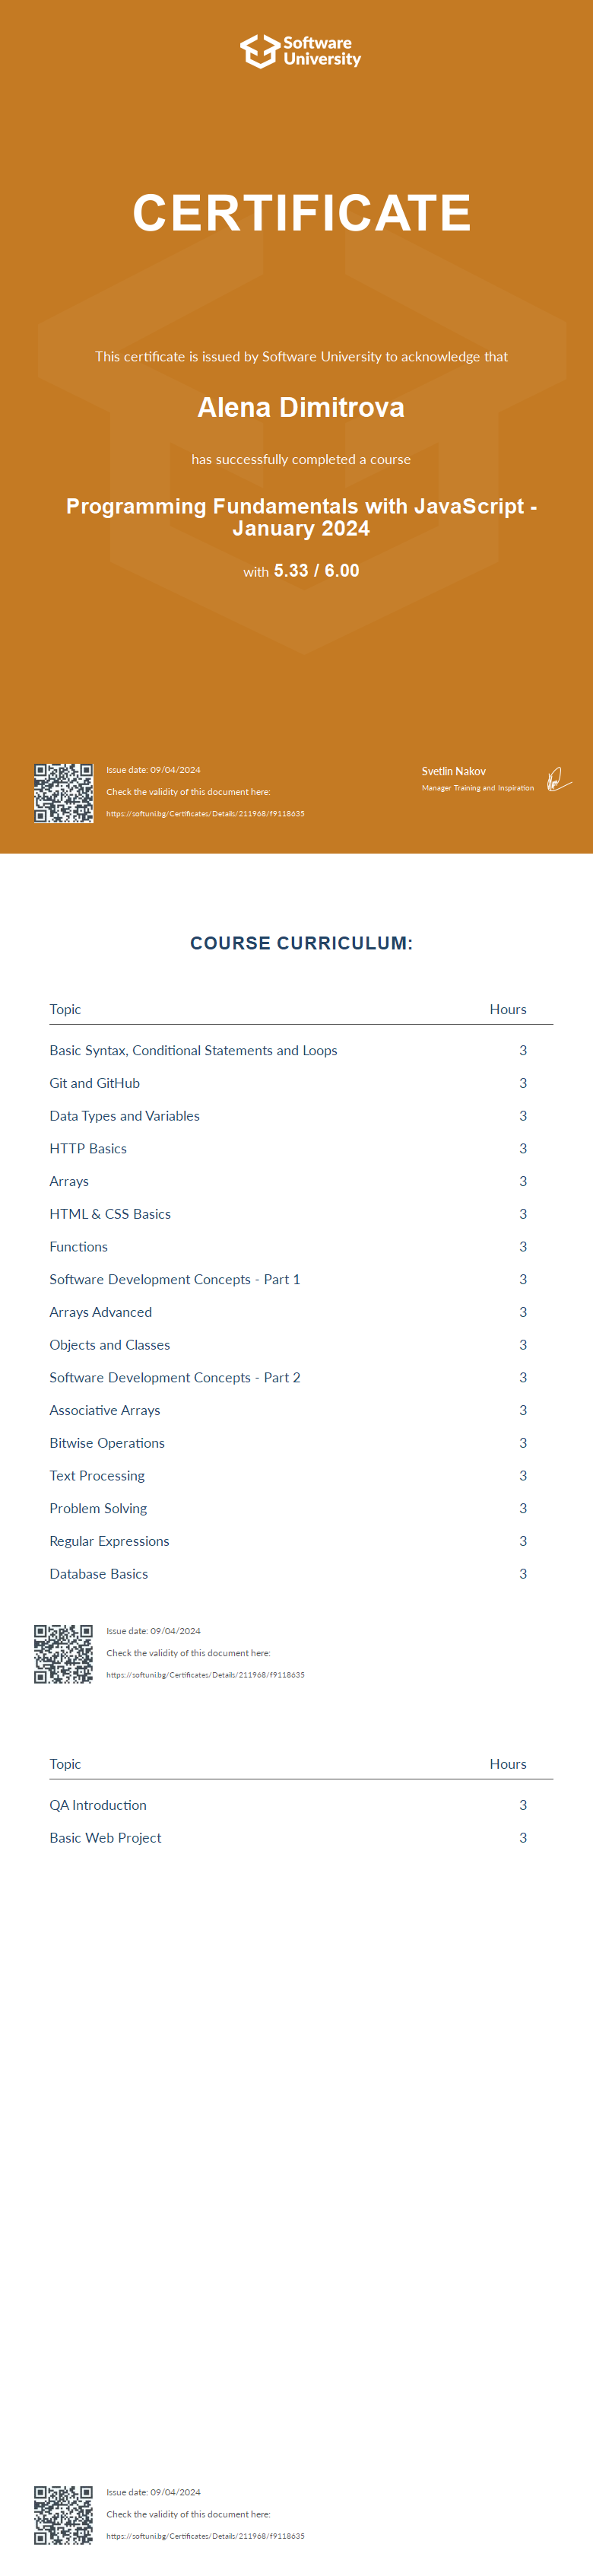 Software
University
CERTIFICATE
This certificate is issued by Software University to acknowledge that
Alena Dimitrova
has successfully completed a course
Programming Fundamentals with JavaScript -
January 2024
with 5.33 / 6.00
Issue date: 09/04/2024
Check the validity of this document here:
https://softuni.bg/Certificates/Details/211968/f9118635
Svetlin Nakov
Manager Training and Inspiration
COURSE CURRICULUM:
Topic Hours
Basic Syntax, Conditional Statements and Loops 3
Git and GitHub 3
Data Types and Variables 3
HTTP Basics 3
Arrays 3
HTML & CSS Basics 3
Functions 3
Software Development Concepts - Part 1 3
Arrays Advanced 3
Objects and Classes 3
Software Development Concepts - Part 2 3
Associative Arrays 3
Bitwise Operations 3
Text Processing 3
Problem Solving 3
Regular Expressions 3
Database Basics 3
Issue date: 09/04/2024
Check the validity of this document here:
https://softuni.bg/Certificates/Details/211968/f9118635
Topic Hours
QA Introduction 3
Basic Web Project 3
Issue date: 09/04/2024
Check the validity of this document here:
https://softuni.bg/Certificates/Details/211968/f9118635